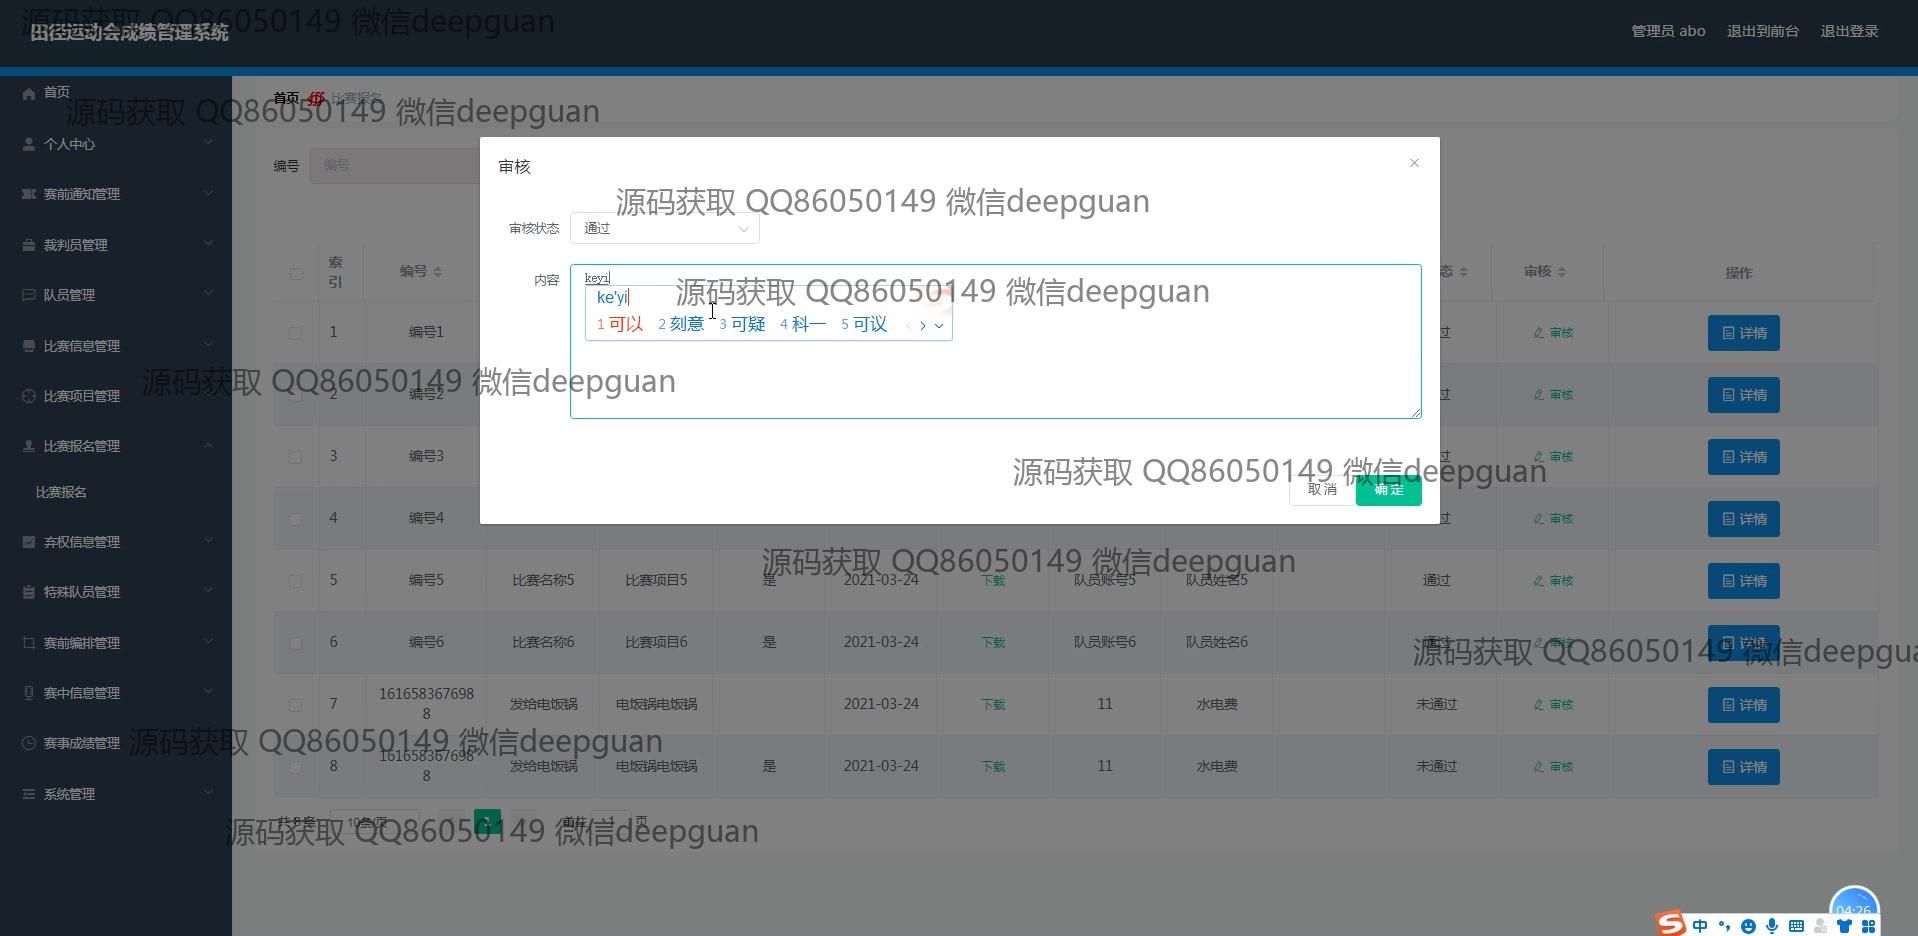 源码获取 QQ86050149 微信deepguan
田径运动会成绩管理系统
管理员 abo 退出到前台 退出登录
首页
首页 比赛报名
源码获取 QQ86050149 微信deepguan
个人中心
编号 编号
审核
赛前通知管理
源码获取 QQ86050149 微信deepguan
审核状态 通过
裁判员管理
索引 编号 态 审核 操作
内容 keyi
源码获取 QQ86050149 微信deepguan
ke'yi
1 可以 2 刻意 3 可疑 4 科一 5 可议
队员管理
1 编号1 过 审核 详情
比赛信息管理
源码获取 QQ86050149 微信deepguan
比赛项目管理
2 编号2 过 审核 详情
比赛报名管理
3 编号3 过 审核 详情
源码获取 QQ86050149 微信deepguan
取消 确定
比赛报名
4 编号4 过 审核 详情
弃权信息管理
源码获取 QQ86050149 微信deepguan
5 编号5 比赛名称5 比赛项目5 是 2021-03-24 下载 队员账号5 队员姓名5 通过 审核 详情
特殊队员管理
6 编号6 比赛名称6 比赛项目6 是 2021-03-24 下载 队员账号6 队员姓名6 通过 审核 详情
源码获取 QQ86050149 微信deepgua
赛前编排管理
赛中信息管理
7 1616583676988 发给电饭锅 电饭锅电饭锅 2021-03-24 下载 11 水电费 未通过 审核 详情
赛事成绩管理
源码获取 QQ86050149 微信deepguan
8 1616583676988 发给电饭锅 电饭锅电饭锅 是 2021-03-24 下载 11 水电费 未通过 审核 详情
系统管理
共 8 条 10条/页 1 前往 1 页
源码获取 QQ86050149 微信deepguan
04:26
中